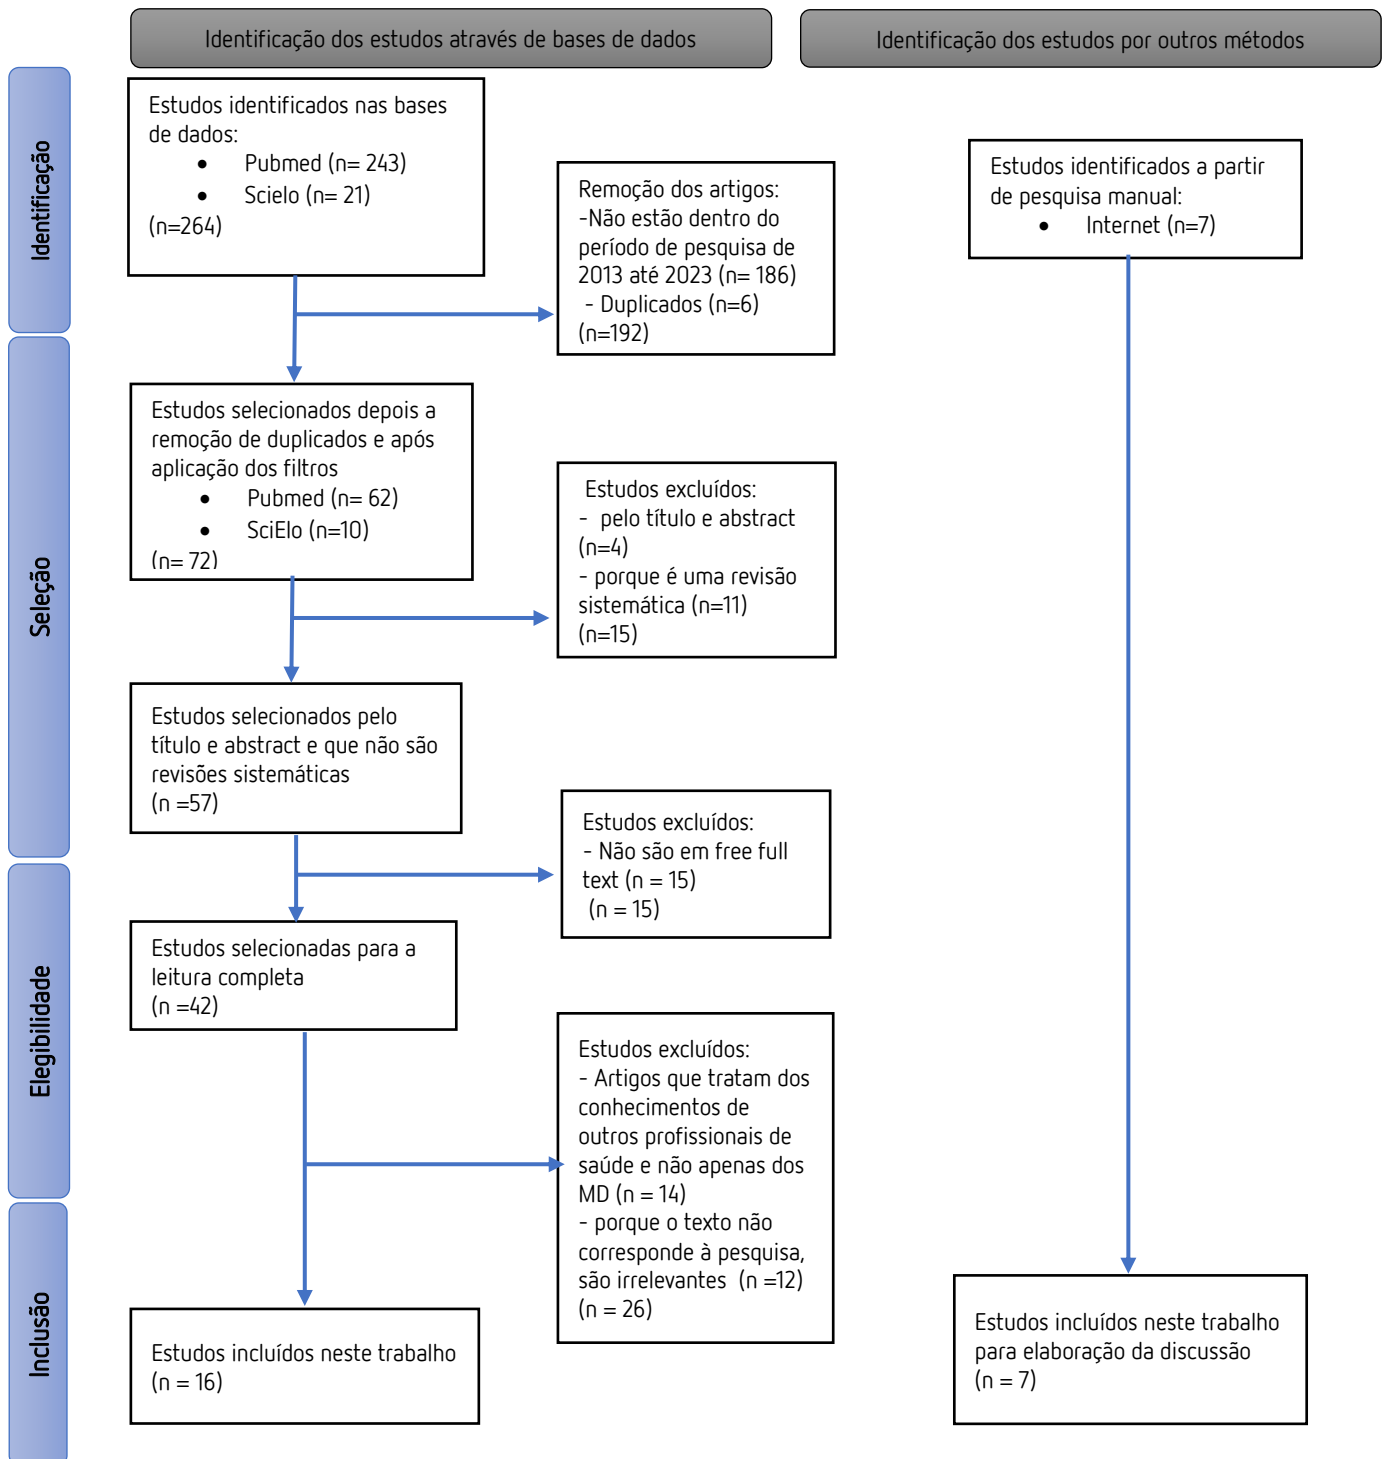 Identificação dos estudos através de bases de dados
Identificação dos estudos por outros métodos
Identificação
Estudos identificados nas bases
de dados:
• Pubmed (n= 243)
• Scielo (n= 21)
(n=264)
Remoção dos artigos:
-Não estão dentro do
período de pesquisa de
2013 até 2023 (n= 186)
- Duplicados (n=6)
(n=192)
Estudos identificados a partir
de pesquisa manual:
• Internet (n=7)
Seleção
Estudos selecionados depois a
remoção de duplicados e após
aplicação dos filtros
• Pubmed (n= 62)
• SciElo (n=10)
(n= 72)
Estudos excluídos:
- pelo título e abstract
(n=4)
- porque é uma revisão
sistemática (n=11)
(n=15)
Estudos selecionados pelo
título e abstract e que não são
revisões sistemáticas
(n =57)
Estudos excluídos:
- Não são em free full
text (n = 15)
(n = 15)
Elegibilidade
Estudos selecionadas para a
leitura completa
(n =42)
Estudos excluídos:
- Artigos que tratam dos
conhecimentos de
outros profissionais de
saúde e não apenas dos
MD (n = 14)
- porque o texto não
corresponde à pesquisa,
são irrelevantes (n =12)
(n = 26)
Inclusão
Estudos incluídos neste trabalho
(n = 16)
Estudos incluídos neste trabalho
para elaboração da discussão
(n = 7)